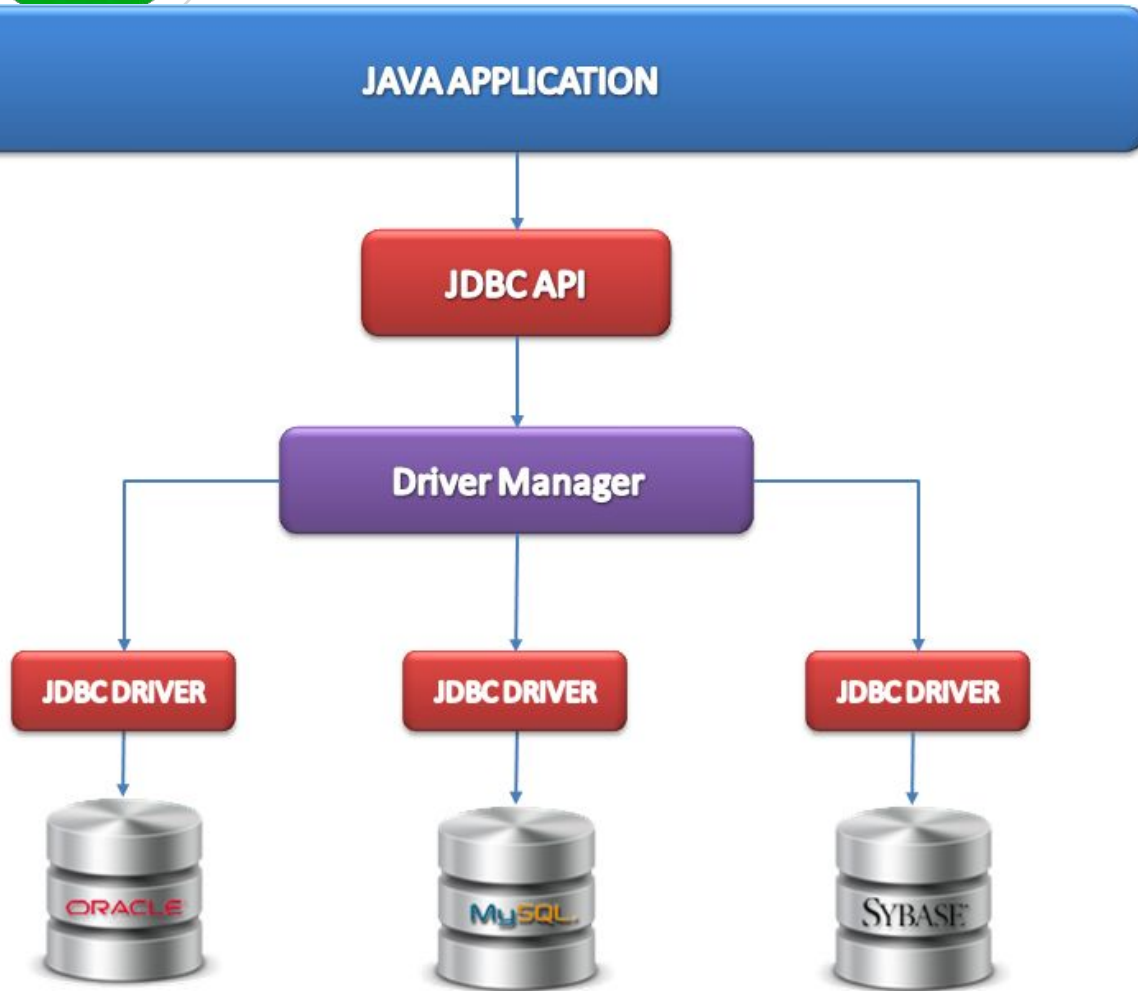 JAVA APPLICATION
JDBC API
Driver Manager
JDBC DRIVER
JDBC DRIVER
JDBC DRIVER
ORACLE
MySQL
SYBASE